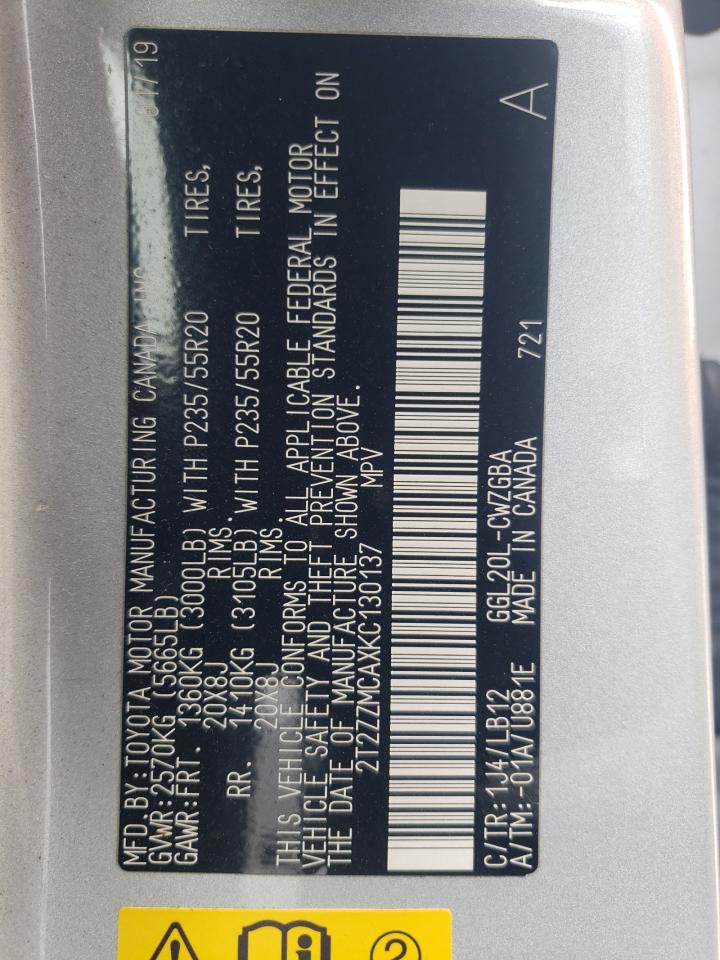 MFD.BY:TOYOTA MOTOR MANUFACTURING CANADA INC. /19
GVWR:2570KG (5665LB)
GAWR:FRT. 1360KG (3000LB) WITH P235/55R20 TIRES,
20X8J RIMS.
RR. 1410KG (3105LB) WITH P235/55R20 TIRES,
20X8J RIMS.
THIS VEHICLE CONFORMS TO ALL APPLICABLE FEDERAL MOTOR
VEHICLE SAFETY AND THEFT PREVENTION STANDARDS IN EFFECT ON
THE DATE OF MANUFACTURE SHOWN ABOVE.
2T2ZZMCAXKC130137 MPV
C/TR:1J4/LB12 GGL20L-CWZGBA A
A/TM:-01A/U881E MADE IN CANADA 721
2